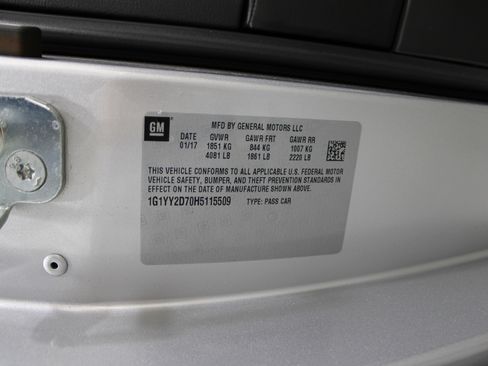 GM
MFD BY GENERAL MOTORS LLC
DATE GVWR GAWR FRT GAWR RR
01/17 1851 KG 844 KG 1007 KG
4081 LB 1861 LB 2220 LB
THIS VEHICLE CONFORMS TO ALL APPLICABLE U.S. FEDERAL MOTOR
VEHICLE SAFETY, BUMPER, AND THEFT PREVENTION STANDARDS IN
EFFECT ON THE DATE OF MANUFACTURE SHOWN ABOVE.
1G1YY2D70H5115509 TYPE: PASS CAR